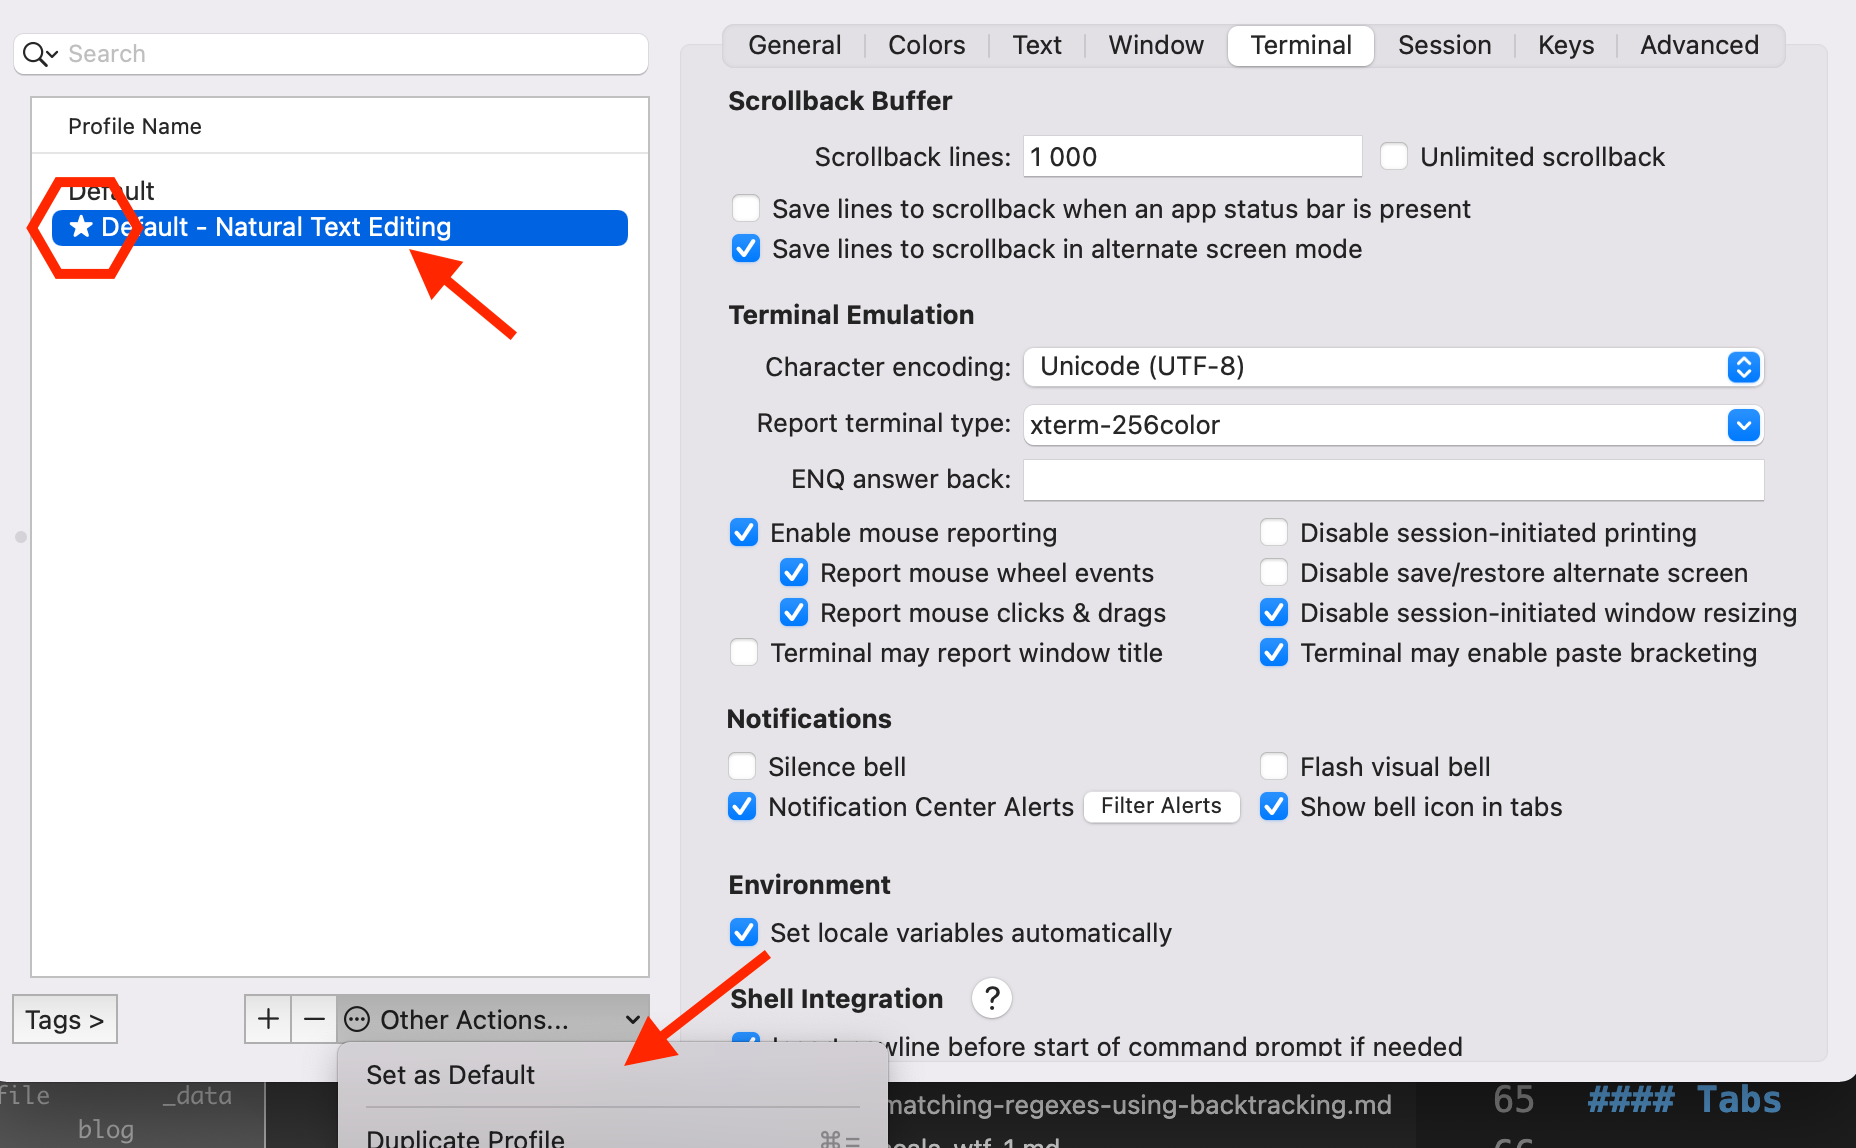 Search
Profile Name
Default
★ Default - Natural Text Editing
Tags >
+ − Other Actions...
Set as Default
Duplicate Profile ⌘=
General Colors Text Window Terminal Session Keys Advanced
Scrollback Buffer
Scrollback lines: 1 000 Unlimited scrollback
Save lines to scrollback when an app status bar is present
Save lines to scrollback in alternate screen mode
Terminal Emulation
Character encoding: Unicode (UTF-8)
Report terminal type: xterm-256color
ENQ answer back:
Enable mouse reporting
Report mouse wheel events
Report mouse clicks & drags
Terminal may report window title
Disable session-initiated printing
Disable save/restore alternate screen
Disable session-initiated window resizing
Terminal may enable paste bracketing
Notifications
Silence bell
Notification Center Alerts Filter Alerts
Flash visual bell
Show bell icon in tabs
Environment
Set locale variables automatically
Shell Integration ?
wline before start of command prompt if needed
file _data
blog
matching-regexes-using-backtracking.md
65 #### Tabs